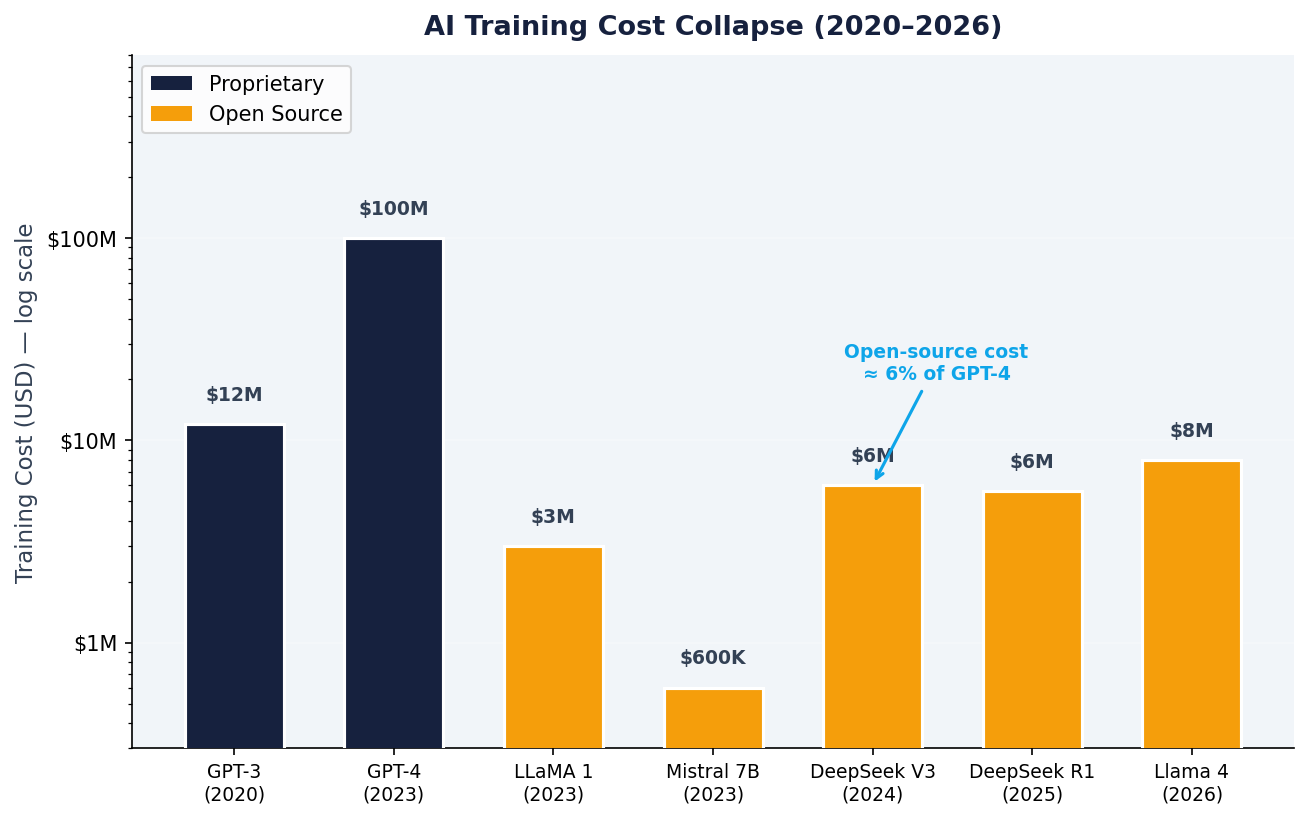 AI Training Cost Collapse (2020–2026)
Proprietary
Open Source
Training Cost (USD) — log scale
$100M
$10M
$1M
$12M
$100M
$3M
$600K
$6M
$6M
$8M
Open-source cost
≈ 6% of GPT-4
GPT-3
(2020)
GPT-4
(2023)
LLaMA 1
(2023)
Mistral 7B
(2023)
DeepSeek V3
(2024)
DeepSeek R1
(2025)
Llama 4
(2026)